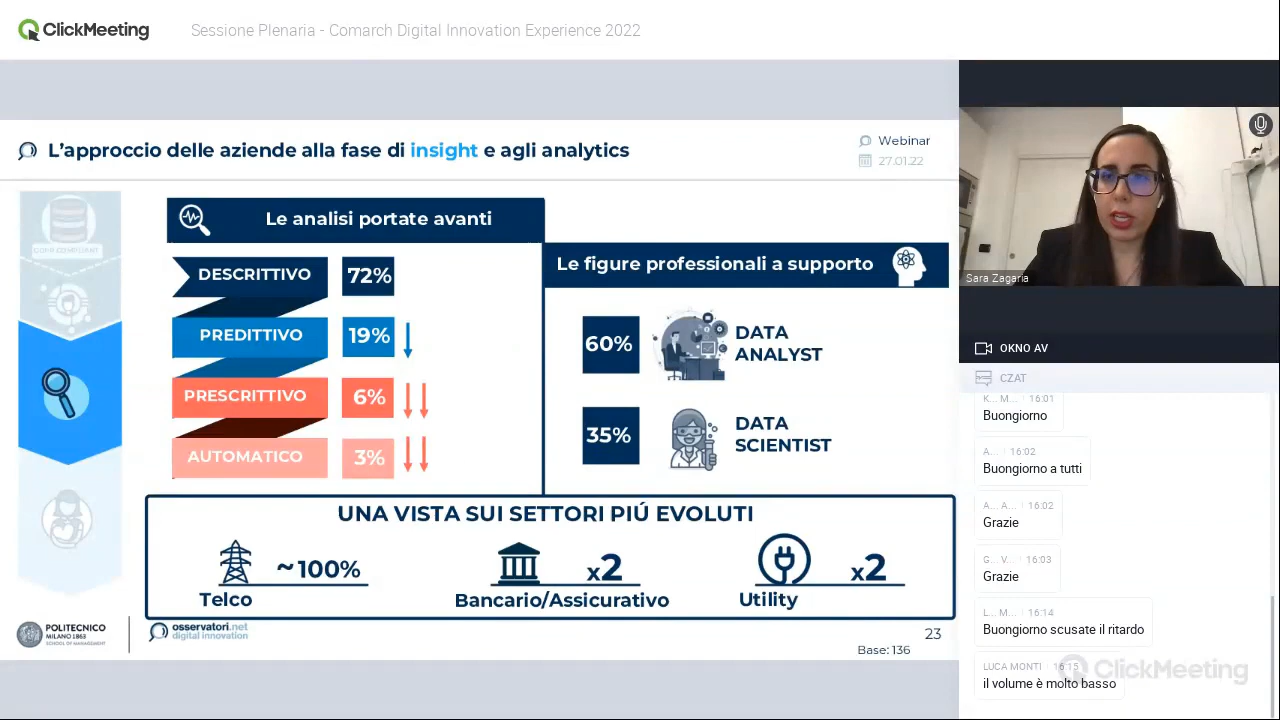 ClickMeeting
Sessione Plenaria - Comarch Digital Innovation Experience 2022
L'approccio delle aziende alla fase di insight e agli analytics
Webinar
27.01.22
Le analisi portate avanti
DESCRITTIVO 72%
PREDITTIVO 19%
PRESCRITTIVO 6%
AUTOMATICO 3%
Le figure professionali a supporto
60% DATA
ANALYST
35% DATA
SCIENTIST
UNA VISTA SUI SETTORI PIÚ EVOLUTI
~100%
Telco
x2
Bancario/Assicurativo
x2
Utility
POLITECNICO
MILANO 1863
SCHOOL OF MANAGEMENT
osservatori.net
digital innovation
23
Base: 136
Sara Zagaria
OKNO AV
CZAT
K... M... 16:01
Buongiorno
A... 16:02
Buongiorno a tutti
A... A... 16:02
Grazie
G... V... 16:03
Grazie
L... M... 16:14
Buongiorno scusate il ritardo
LUCA MONTI 16:15
il volume è molto basso
ClickMeeting